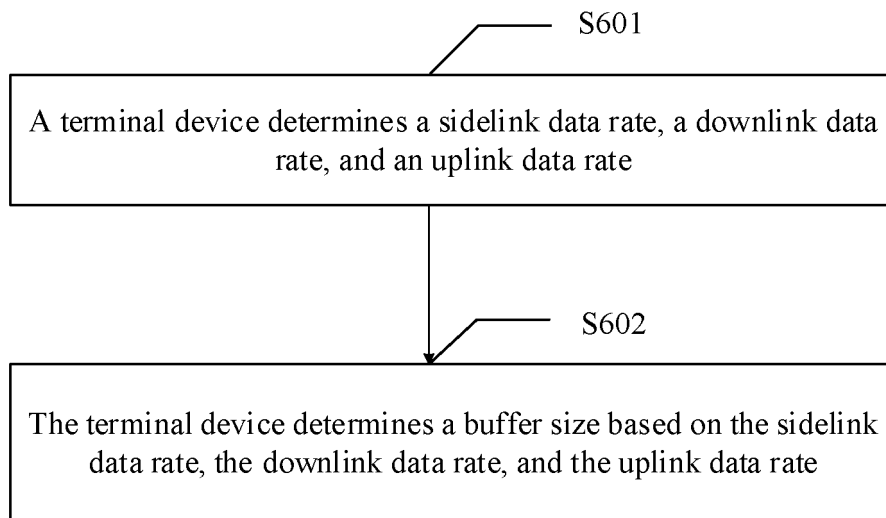 S601
A terminal device determines a sidelink data rate, a downlink data
rate, and an uplink data rate
S602
The terminal device determines a buffer size based on the sidelink
data rate, the downlink data rate, and the uplink data rate